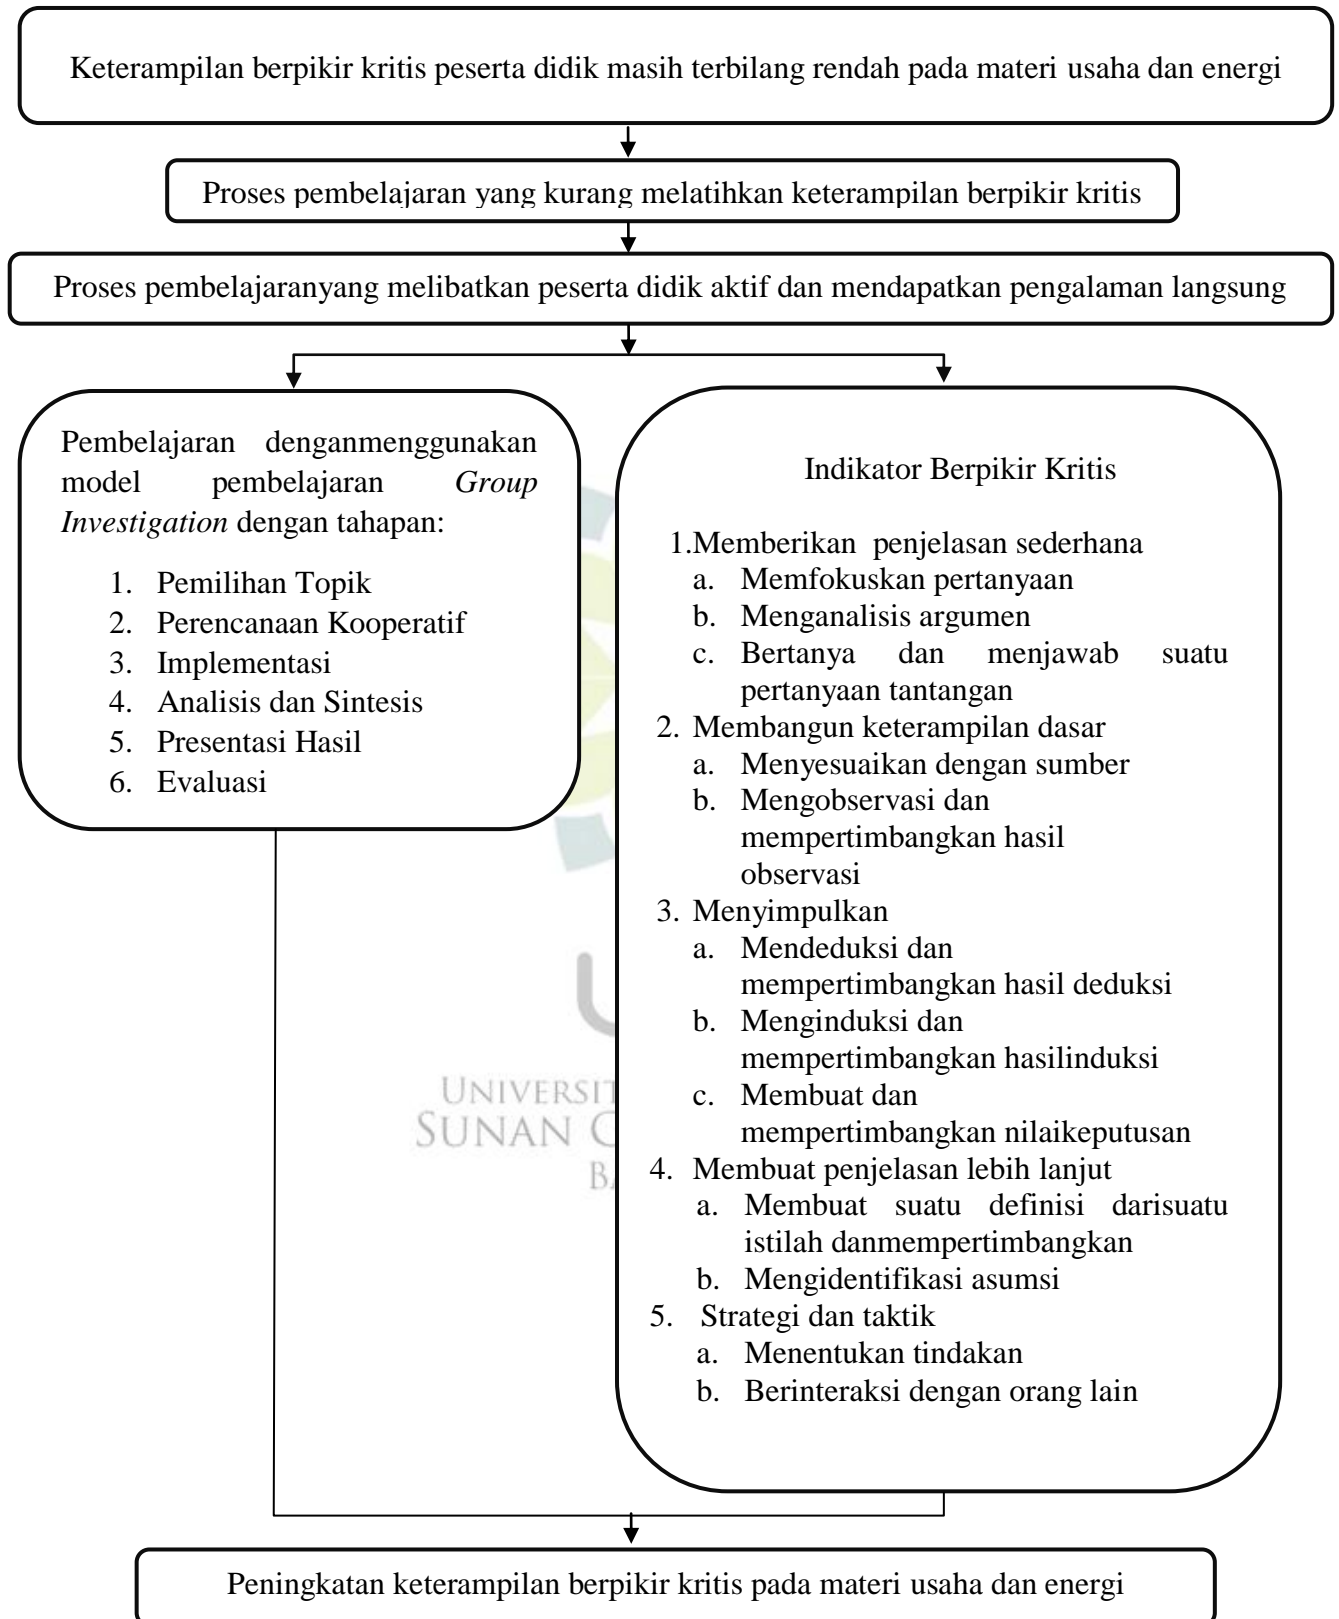 Keterampilan berpikir kritis peserta didik masih terbilang rendah pada materi usaha dan energi
Proses pembelajaran yang kurang melatihkan keterampilan berpikir kritis
Proses pembelajaranyang melibatkan peserta didik aktif dan mendapatkan pengalaman langsung
Pembelajaran denganmenggunakan
model pembelajaran Group
Investigation dengan tahapan:
1. Pemilihan Topik
2. Perencanaan Kooperatif
3. Implementasi
4. Analisis dan Sintesis
5. Presentasi Hasil
6. Evaluasi
Indikator Berpikir Kritis
1.Memberikan penjelasan sederhana
a. Memfokuskan pertanyaan
b. Menganalisis argumen
c. Bertanya dan menjawab suatu
pertanyaan tantangan
2. Membangun keterampilan dasar
a. Menyesuaikan dengan sumber
b. Mengobservasi dan
mempertimbangkan hasil
observasi
3. Menyimpulkan
a. Mendeduksi dan
mempertimbangkan hasil deduksi
b. Menginduksi dan
mempertimbangkan hasilinduksi
c. Membuat dan
mempertimbangkan nilaikeputusan
4. Membuat penjelasan lebih lanjut
a. Membuat suatu definisi darisuatu
istilah danmempertimbangkan
b. Mengidentifikasi asumsi
5. Strategi dan taktik
a. Menentukan tindakan
b. Berinteraksi dengan orang lain
SUNAN
Peningkatan keterampilan berpikir kritis pada materi usaha dan energi